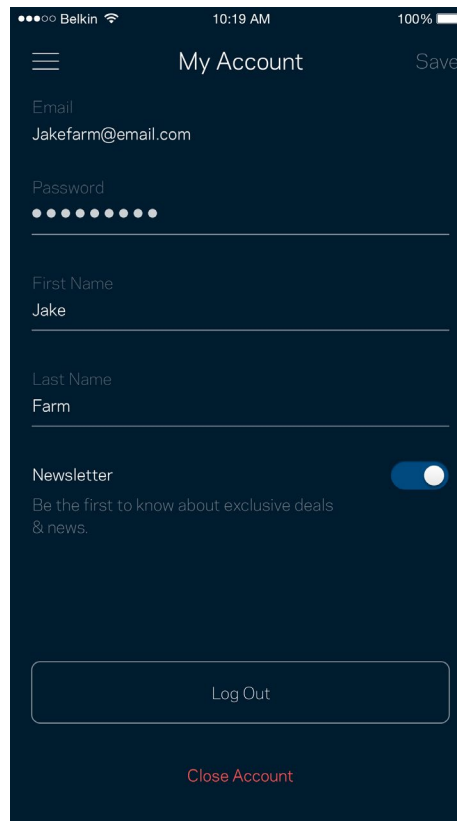 Belkin 10:19 AM 100%
My Account Save
Email
Jakefarm@email.com
Password
First Name
Jake
Last Name
Farm
Newsletter
Be the first to know about exclusive deals
& news.
Log Out
Close Account